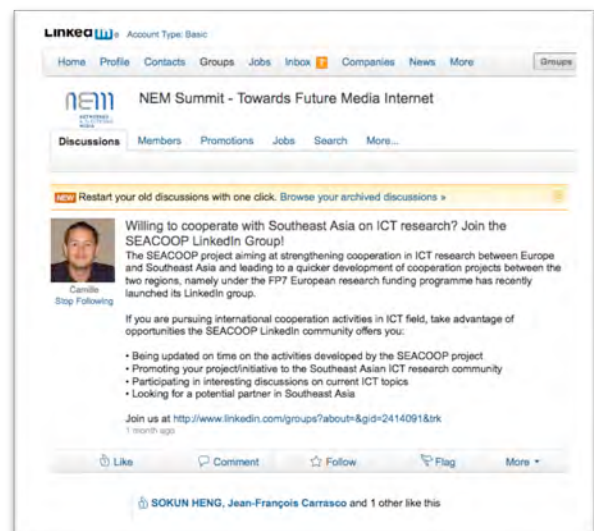 Linked in ® Account Type: Basic
Home Profile Contacts Groups Jobs Inbox 7 Companies News More Groups
nem NEM Summit - Towards Future Media Internet
NETWORKED
& ELECTRONIC
MEDIA
Discussions Members Promotions Jobs Search More...
NEW Restart your old discussions with one click. Browse your archived discussions »
Willing to cooperate with Southeast Asia on ICT research? Join the
SEACOOP LinkedIn Group!
The SEACOOP project aiming at strengthening cooperation in ICT research between Europe
and Southeast Asia and leading to a quicker development of cooperation projects between the
two regions, namely under the FP7 European research funding programme has recently
launched its LinkedIn group.
Camille
Stop Following
If you are pursuing international cooperation activities in ICT field, take advantage of
opportunities the SEACOOP LinkedIn community offers you:
• Being updated on time on the activities developed by the SEACOOP project
• Promoting your project/initiative to the Southeast Asian ICT research community
• Participating in interesting discussions on current ICT topics
• Looking for a potential partner in Southeast Asia
Join us at http://www.linkedin.com/groups?about=&gid=2414091&trk
1 month ago
Like Comment Follow Flag More
SOKUN HENG, Jean-François Carrasco and 1 other like this